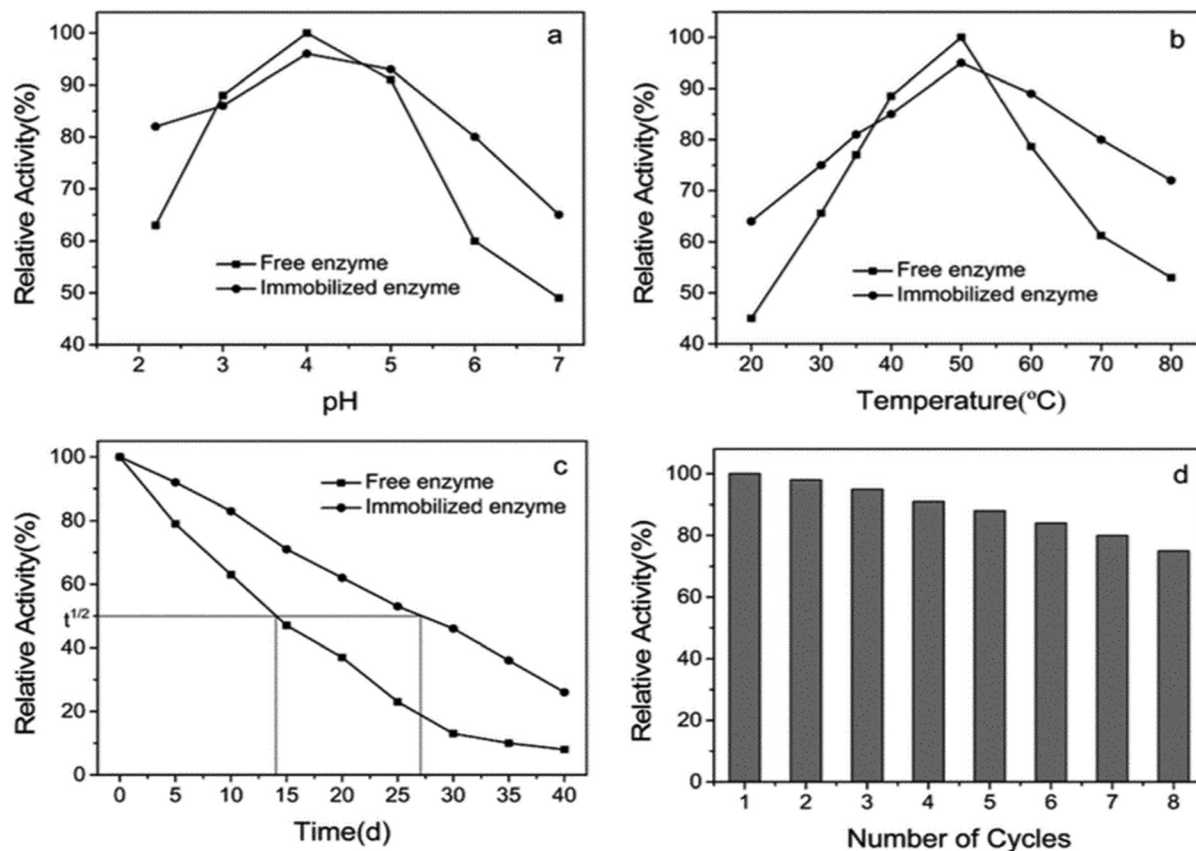 a
Relative Activity(%)
100
90
80
70
60
50
40
Free enzyme
Immobilized enzyme
2 3 4 5 6 7
pH
b
Relative Activity(%)
100
90
80
70
60
50
40
Free enzyme
Immobilized enzyme
20 30 40 50 60 70 80
Temperature(°C)
c
Relative Activity(%)
100
80
60
t1/2
40
20
0
Free enzyme
Immobilized enzyme
0 5 10 15 20 25 30 35 40
Time(d)
d
Relative Activity(%)
100
80
60
40
20
0
1 2 3 4 5 6 7 8
Number of Cycles